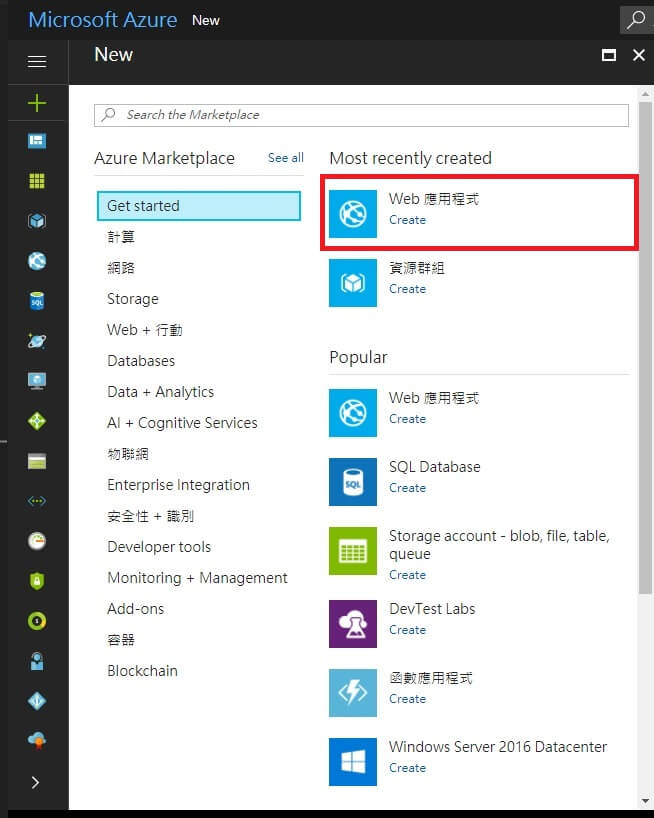 Microsoft Azure New
New
Search the Marketplace
Azure Marketplace See all
Get started
計算
網路
Storage
Web + 行動
Databases
Data + Analytics
AI + Cognitive Services
物聯網
Enterprise Integration
安全性 + 識別
Developer tools
Monitoring + Management
Add-ons
容器
Blockchain
Most recently created
Web 應用程式
Create
資源群組
Create
Popular
Web 應用程式
Create
SQL
SQL Database
Create
Storage account - blob, file, table,
queue
Create
DevTest Labs
Create
函數應用程式
Create
Windows Server 2016 Datacenter
Create